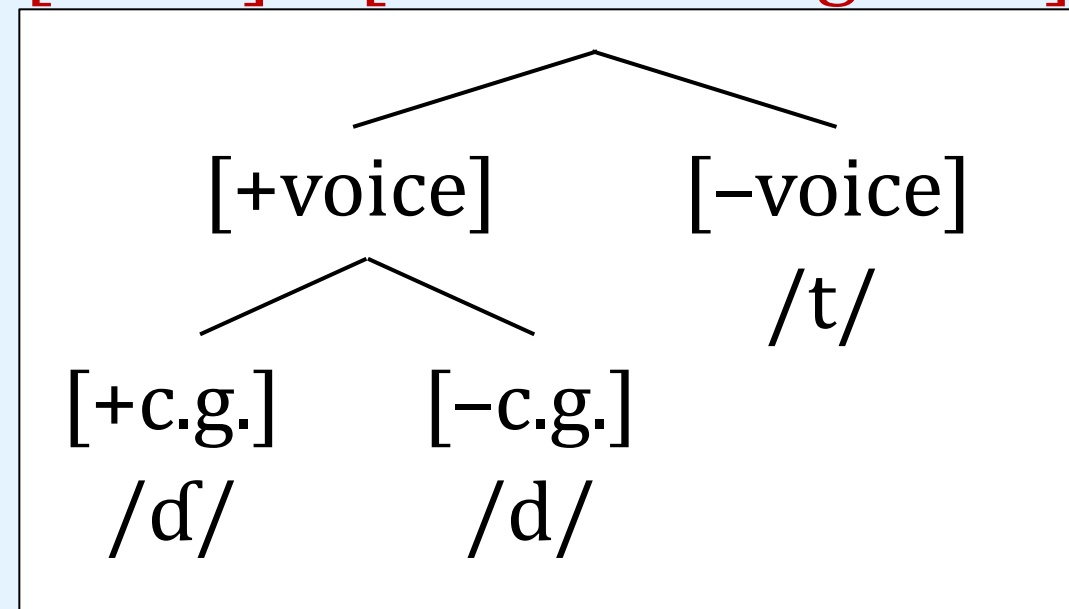 [+voice] [–voice]
/t/
[+c.g.] [–c.g.]
/ɗ/ /d/